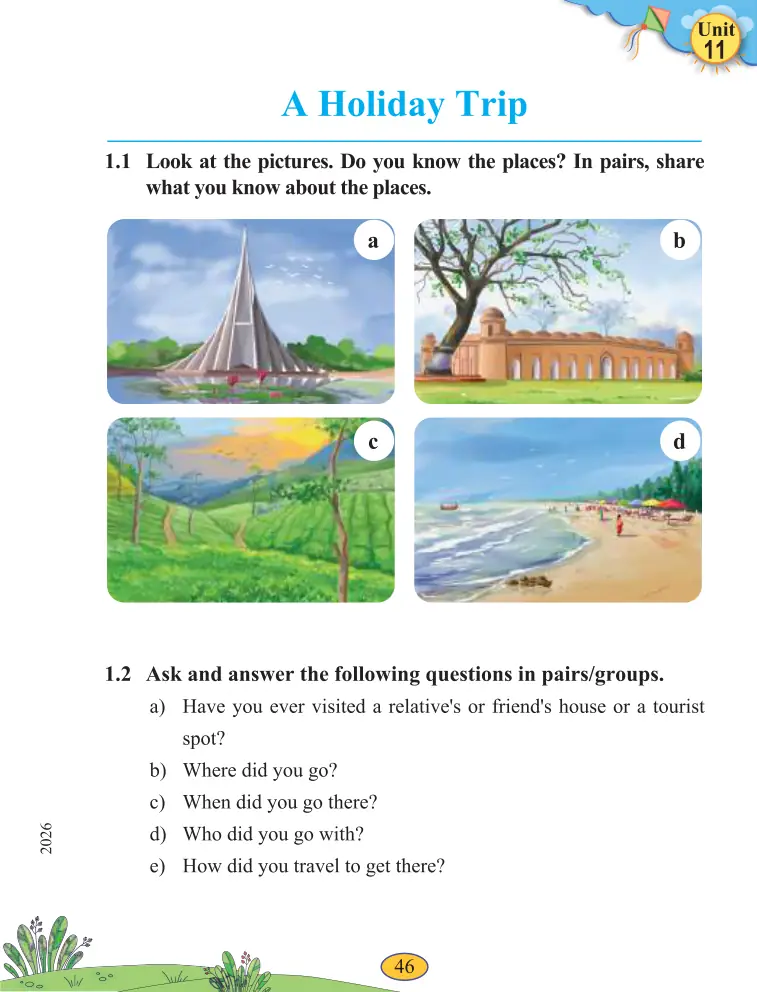 Unit
11
A Holiday Trip
1.1 Look at the pictures. Do you know the places? In pairs, share
what you know about the places.
a
b
c
d
1.2 Ask and answer the following questions in pairs/groups.
a) Have you ever visited a relative's or friend's house or a tourist
spot?
b) Where did you go?
c) When did you go there?
d) Who did you go with?
e) How did you travel to get there?
2026
46